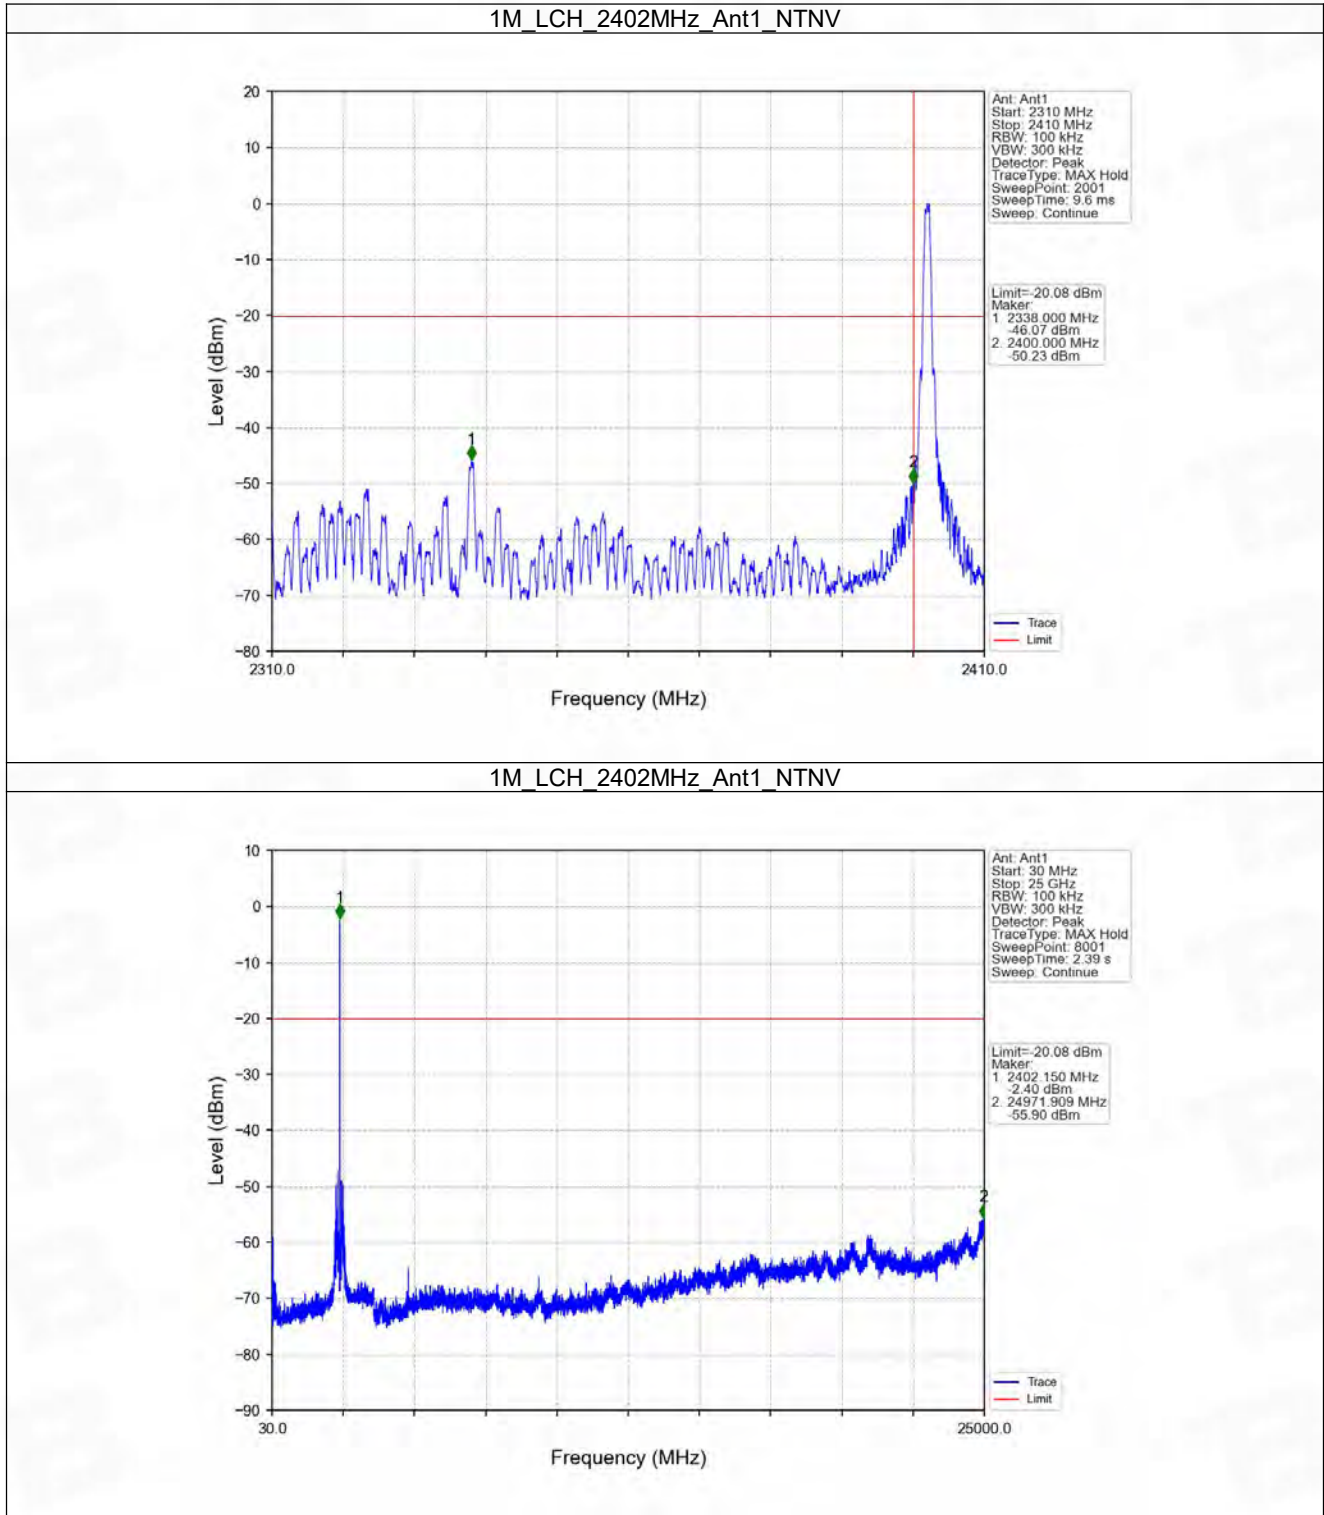 1M_LCH_2402MHz_Ant1_NTNV
20
10
0
−10
−20
−30
−40
−50
−60
−70
−80
Level (dBm)
2310.0
2410.0
Frequency (MHz)
1
2
Ant: Ant1
Start: 2310 MHz
Stop: 2410 MHz
RBW: 100 kHz
VBW: 300 kHz
Detector: Peak
TraceType: MAX Hold
SweepPoint: 2001
SweepTime: 9.6 ms
Sweep: Continue
Limit=-20.08 dBm
Maker:
1. 2338.000 MHz
-46.07 dBm
2. 2400.000 MHz
-50.23 dBm
Trace
Limit
1M_LCH_2402MHz_Ant1_NTNV
10
0
−10
−20
−30
−40
−50
−60
−70
−80
−90
Level (dBm)
30.0
25000.0
Frequency (MHz)
1
2
Ant: Ant1
Start: 30 MHz
Stop: 25 GHz
RBW: 100 kHz
VBW: 300 kHz
Detector: Peak
TraceType: MAX Hold
SweepPoint: 8001
SweepTime: 2.39 s
Sweep: Continue
Limit=-20.08 dBm
Maker:
1. 2402.150 MHz
-2.40 dBm
2. 24971.909 MHz
-55.90 dBm
Trace
Limit